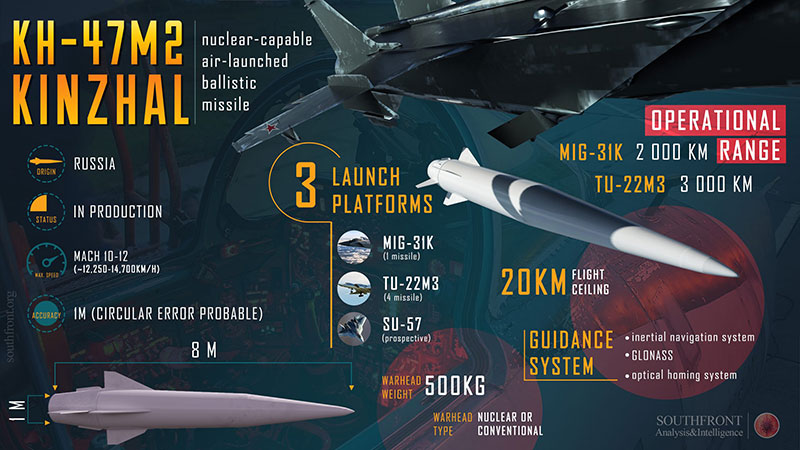 KH-47M2
KINZHAL
nuclear-capable
air-launched
ballistic
missile
OPERATIONAL
RANGE
MIG-31K 2 000 KM
TU-22M3 3 000 KM
ORIGIN
RUSSIA
STATUS
IN PRODUCTION
MAX. SPEED
MACH 10-12
(~12,250-14,700KM/H)
ACCURACY
1M (CIRCULAR ERROR PROBABLE)
3 LAUNCH
PLATFORMS
MIG-31K
(1 missile)
TU-22M3
(4 missile)
SU-57
(prospective)
20KM FLIGHT
CEILING
GUIDANCE
SYSTEM
• inertial navigation system
• GLONASS
• optical homing system
8 M
1 M
WARHEAD
WEIGHT
500KG
WARHEAD
TYPE
NUCLEAR OR
CONVENTIONAL
southfront.org
SOUTHFRONT
Analysis&Intelligence